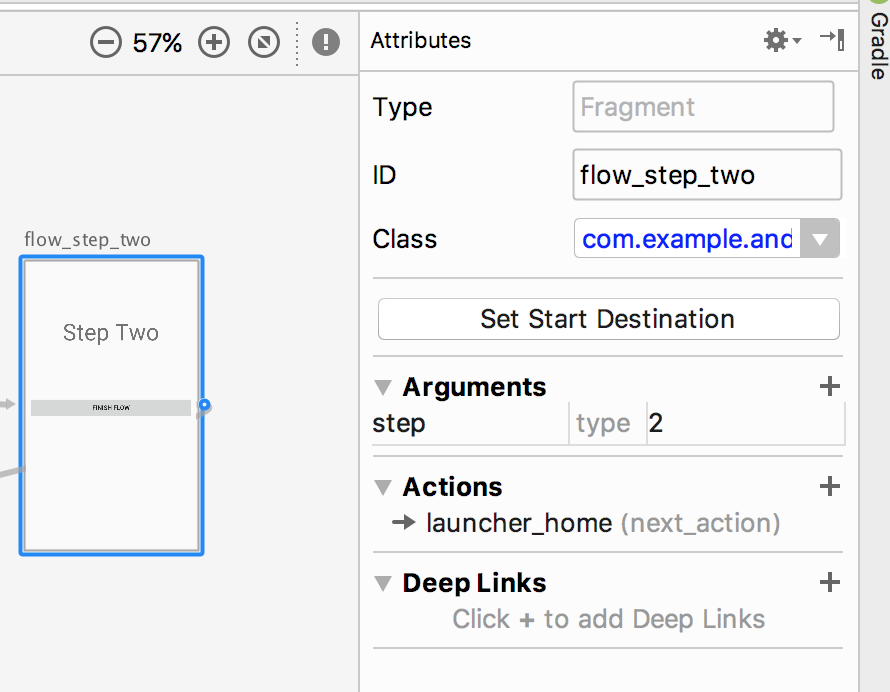 57%
Attributes
Gradle
Type
Fragment
ID
flow_step_two
Class
com.example.and
flow_step_two
Step Two
FINISH FLOW
Set Start Destination
Arguments
step type 2
Actions
launcher_home (next_action)
Deep Links
Click + to add Deep Links